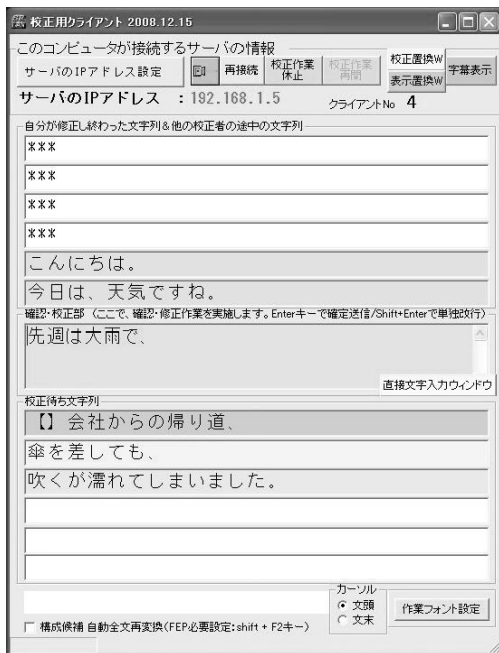 校正用クライアント 2008.12.15
このコンピュータが接続するサーバの情報
サーバのIPアドレス設定
再接続
校正作業休止
校正作業再開
校正置換W
表示置換W
字幕表示
サーバのIPアドレス : 192.168.1.5
クライアントNo 4
自分が修正し終わった文字列&他の校正者の途中の文字列
***
***
***
***
こんにちは。
今日は、天気ですね。
確認・校正部 (ここで、確認・修正作業を実施します。Enterキーで確定送信/Shift+Enterで単独改行)
先週は大雨で、
直接文字入力ウィンドウ
校正待ち文字列
【】会社からの帰り道、
傘を差しても、
吹くが濡れてしまいました。
カーソル
文頭
文末
作業フォント設定
構成候補 自動全文再変換(FEP必要設定:shift + F2キー)